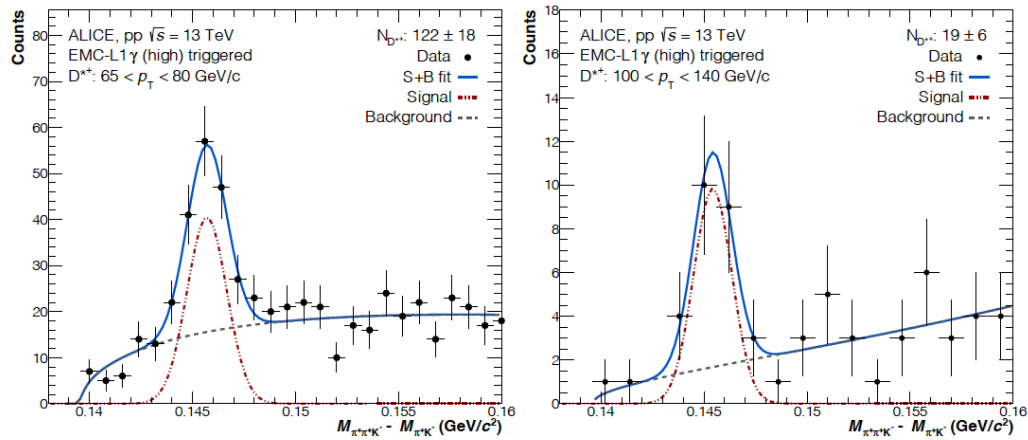 Counts
80
70
60
50
40
30
20
10
0
ALICE, pp √s = 13 TeV
EMC-L1γ (high) triggered
D*+: 65 < pT < 80 GeV/c
ND*+: 122 ± 18
Data
S+B fit
Signal
Background
0.14
0.145
0.15
0.155
0.16
Mπ+π+K- - Mπ+K- (GeV/c²)
Counts
18
16
14
12
10
8
6
4
2
0
ALICE, pp √s = 13 TeV
EMC-L1γ (high) triggered
D*+: 100 < pT < 140 GeV/c
ND*+: 19 ± 6
Data
S+B fit
Signal
Background
0.14
0.145
0.15
0.155
0.16
Mπ+π+K- - Mπ+K- (GeV/c²)